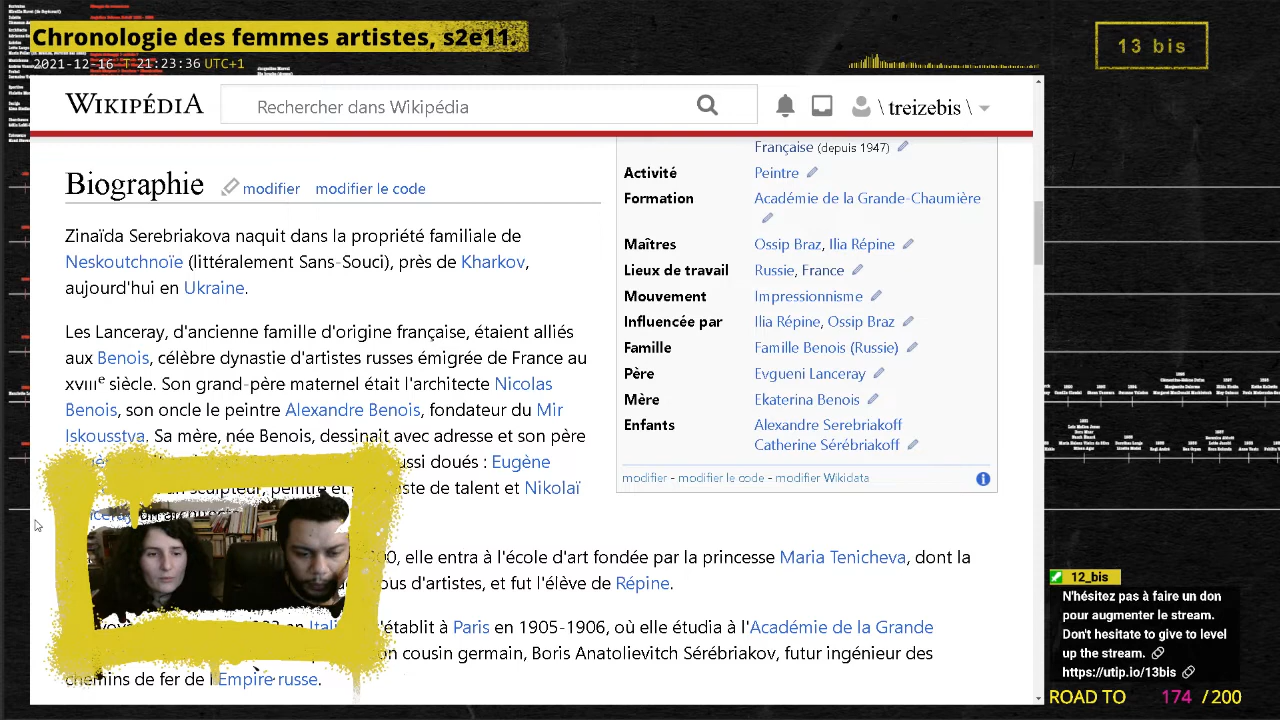 Chronologie des femmes artistes, s2e11.
2021-12-16 T 21:23:36 UTC+1
13 bis
WIKIPÉDIA
Rechercher dans Wikipédia
\ treizebis \
Biographie
modifier modifier le code
Zinaïda Serebriakova naquit dans la propriété familiale de
Neskoutchnoïe (littéralement Sans-Souci), près de Kharkov,
aujourd'hui en Ukraine.
Les Lanceray, d'ancienne famille d'origine française, étaient alliés
aux Benois, célèbre dynastie d'artistes russes émigrée de France au
XVIIIe siècle. Son grand-père maternel était l'architecte Nicolas
Benois, son oncle le peintre Alexandre Benois, fondateur du Mir
Iskousstva. Sa mère, née Benois, dessinait avec adresse et son père
ussi doués : Eugène
un sculpteur, peintre et ste de talent et Nikolaï
00, elle entra à l'école d'art fondée par la princesse Maria Tenicheva, dont la
d'artistes, et fut l'élève de Répine.
en Itali 'établit à Paris en 1905-1906, où elle étudia à l'Académie de la Grande
on cousin germain, Boris Anatolievitch Sérébriakov, futur ingénieur des
chemins de fer de l'Empire russe.
Française (depuis 1947)
Activité Peintre
Formation Académie de la Grande-Chaumière
Maîtres Ossip Braz, Ilia Répine
Lieux de travail Russie, France
Mouvement Impressionnisme
Influencée par Ilia Répine, Ossip Braz
Famille Famille Benois (Russie)
Père Evgueni Lanceray
Mère Ekaterina Benois
Enfants Alexandre Serebriakoff
Catherine Sérébriakoff
modifier - modifier le code - modifier Wikidata
12_bis
N'hésitez pas à faire un don
pour augmenter le stream.
Don't hesitate to give to level
up the stream.
https://utip.io/13bis
ROAD TO 174 / 200